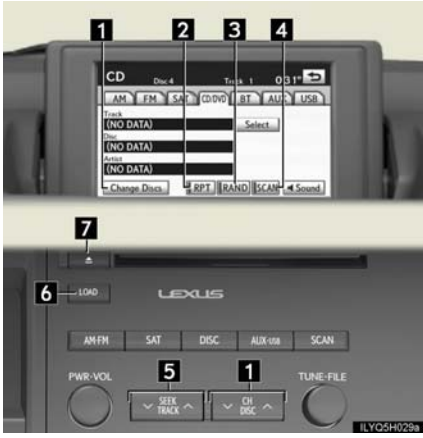 1 2 3 4
CD Disc 4 Track 1 0'31"
AM FM SAT CD/DVD BT AUX USB
Track
(NO DATA) Select
Disc
(NO DATA)
Artist
(NO DATA)
Change Discs RPT RAND SCAN Sound
7
6 LOAD LEXUS
AM·FM SAT DISC AUX·USB SCAN
5 1
PWR·VOL TUNE·FILE
SEEK TRACK
CH DISC
ILYQ5H029a